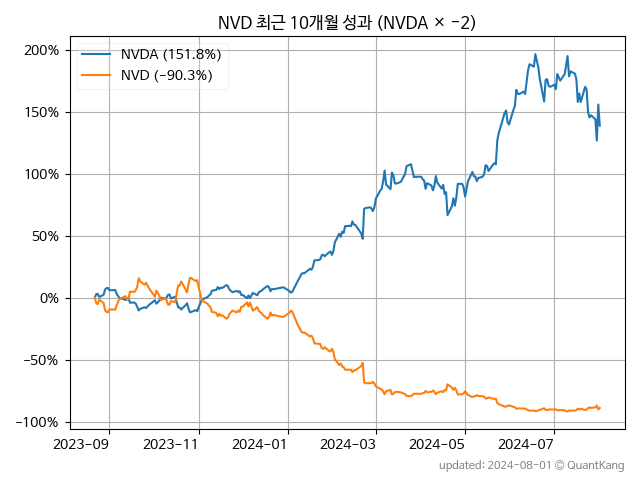 NVD 최근 10개월 성과 (NVDA × −2)
NVDA (151.8%)
NVD (−90.3%)
200%
150%
100%
50%
0%
−50%
−100%
2023−09 2023−11 2024−01 2024−03 2024−05 2024−07
updated: 2024-08-01 © QuantKang